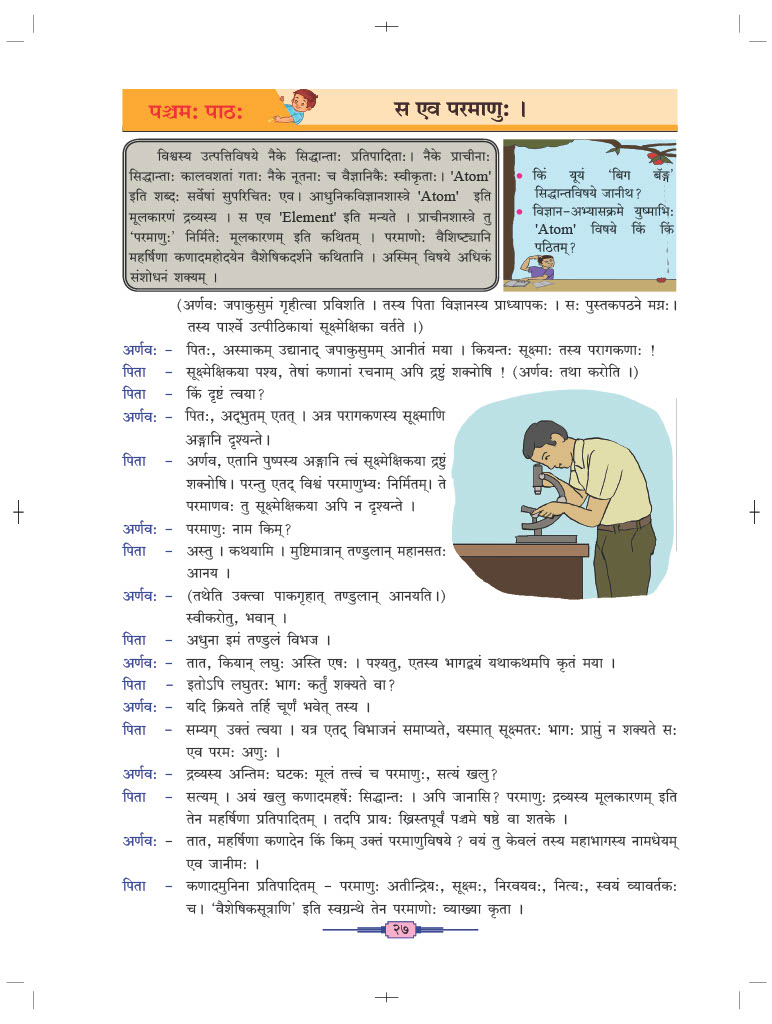 पञ्चमः पाठः
स एव परमाणुः ।
विश्वस्य उत्पत्तिविषये नैके सिद्धान्ताः प्रतिपादिताः। नैके प्राचीनाः
सिद्धान्ताः कालवशतां गताः नैके नूतनाः च वैज्ञानिकैः स्वीकृताः। 'Atom'
इति शब्दः सर्वेषां सुपरिचितः एव। आधुनिकविज्ञानशास्त्रे 'Atom' इति
मूलकारणं द्रव्यस्य । स एव 'Element' इति मन्यते । प्राचीनशास्त्रे तु
‘परमाणुः’ निर्मितेः मूलकारणम् इति कथितम् । परमाणोः वैशिष्ट्यानि
महर्षिणा कणादमहोदयेन वैशेषिकदर्शने कथितानि । अस्मिन् विषये अधिकं
संशोधनं शक्यम् ।
• किं यूयं ‘बिग बॅङ्ग’
सिद्धान्तविषये जानीथ ?
• विज्ञान-अभ्यासक्रमे युष्माभिः
'Atom' विषये किं किं
पठितम् ?
(अर्णवः जपाकुसुमं गृहीत्वा प्रविशति । तस्य पिता विज्ञानस्य प्राध्यापकः । सः पुस्तकपठने मग्नः।
तस्य पार्श्वे उत्पीठिकायां सूक्ष्मेक्षिका वर्तते ।)
अर्णवः – पितः, अस्माकम् उद्यानाद् जपाकुसुमम् आनीतं मया । कियन्तः सूक्ष्माः तस्य परागकणाः !
पिता – सूक्ष्मेक्षिकया पश्य, तेषां कणानां रचनाम् अपि द्रष्टुं शक्नोषि ! (अर्णवः तथा करोति ।)
पिता – किं दृष्टं त्वया ?
अर्णवः – पितः, अद्भुतम् एतत् । अत्र परागकणस्य सूक्ष्माणि
अङ्गानि दृश्यन्ते।
पिता – अर्णव, एतानि पुष्पस्य अङ्गानि त्वं सूक्ष्मेक्षिकया द्रष्टुं
शक्नोषि। परन्तु एतद् विश्वं परमाणुभ्यः निर्मितम्। ते
परमाणवः तु सूक्ष्मेक्षिकया अपि न दृश्यन्ते ।
अर्णवः – परमाणुः नाम किम् ?
पिता – अस्तु । कथयामि । मुष्टिमात्रान् तण्डुलान् महानसतः
आनय ।
अर्णवः – (तथेति उक्त्वा पाकगृहात् तण्डुलान् आनयति।)
स्वीकरोतु, भवान् ।
पिता – अधुना इमं तण्डुलं विभज ।
अर्णवः – तात, कियान् लघुः अस्ति एषः । पश्यतु, एतस्य भागद्वयं यथाकथमपि कृतं मया ।
पिता – इतोऽपि लघुतरः भागः कर्तुं शक्यते वा ?
अर्णवः – यदि क्रियते तर्हि चूर्णं भवेत् तस्य ।
पिता – सम्यग् उक्तं त्वया । यत्र एतद् विभाजनं समाप्यते, यस्मात् सूक्ष्मतरः भागः प्राप्तुं न शक्यते सः
एव परमः अणुः ।
अर्णवः – द्रव्यस्य अन्तिमः घटकः मूलं तत्त्वं च परमाणुः, सत्यं खलु ?
पिता – सत्यम् । अयं खलु कणादमहर्षेः सिद्धान्तः । अपि जानासि ? परमाणुः द्रव्यस्य मूलकारणम् इति
तेन महर्षिणा प्रतिपादितम् । तदपि प्रायः ख्रिस्तपूर्वं पञ्चमे षष्ठे वा शतके ।
अर्णवः – तात, महर्षिणा कणादेन किं किम् उक्तं परमाणुविषये ? वयं तु केवलं तस्य महाभागस्य नामधेयम्
एव जानीमः ।
पिता – कणादमुनिना प्रतिपादितम् – परमाणुः अतीन्द्रियः, सूक्ष्मः, निरवयवः, नित्यः, स्वयं व्यावर्तकः
च। ‘वैशेषिकसूत्राणि’ इति स्वग्रन्थे तेन परमाणोः व्याख्या कृता ।
२७